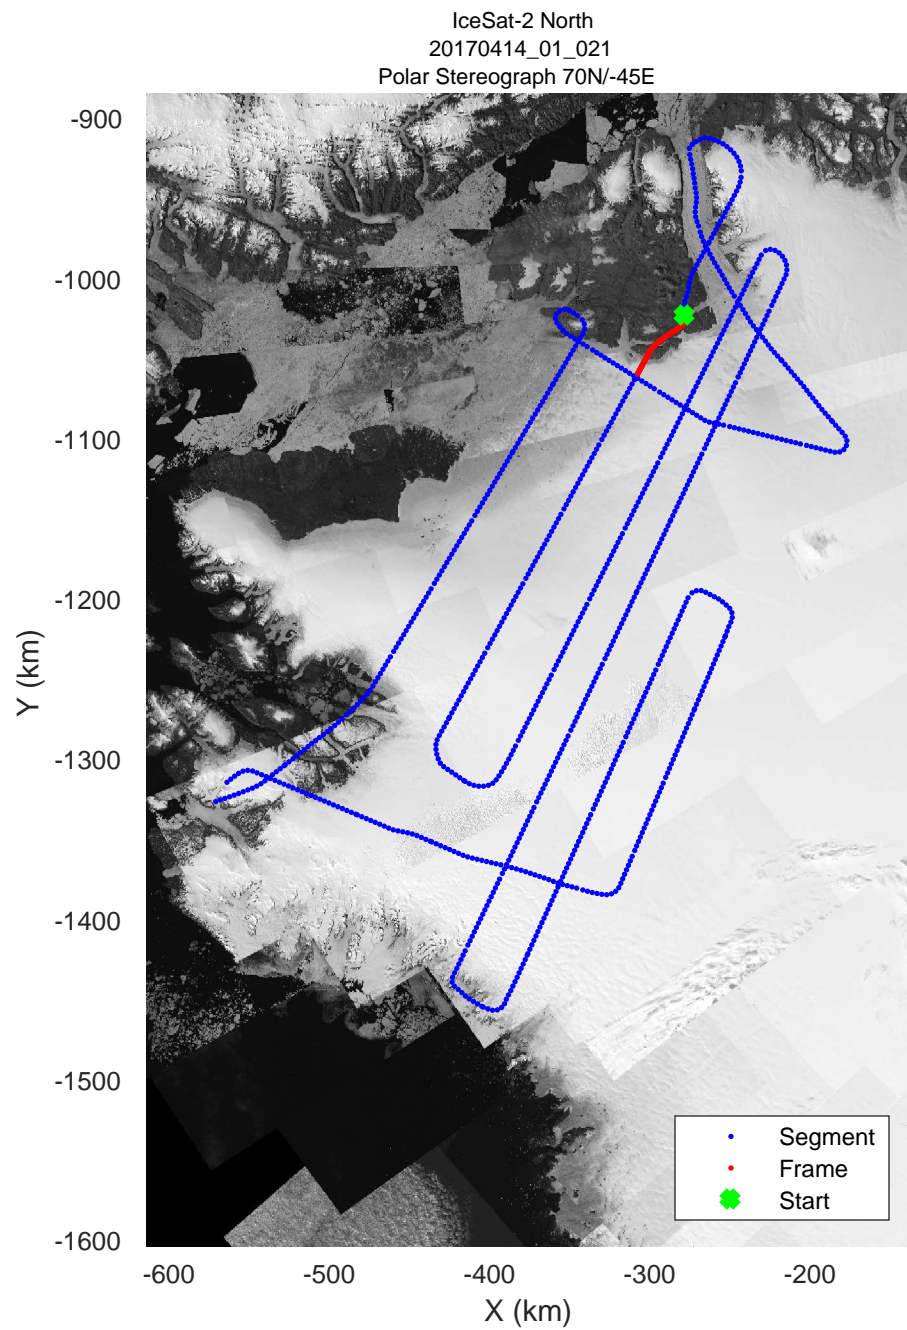 IceSat-2 North
20170414_01_021
Polar Stereograph 70N/-45E
-900
-1000
-1100
-1200
-1300
-1400
-1500
-1600
Y (km)
-600 -500 -400 -300 -200
X (km)
Segment
Frame
Start